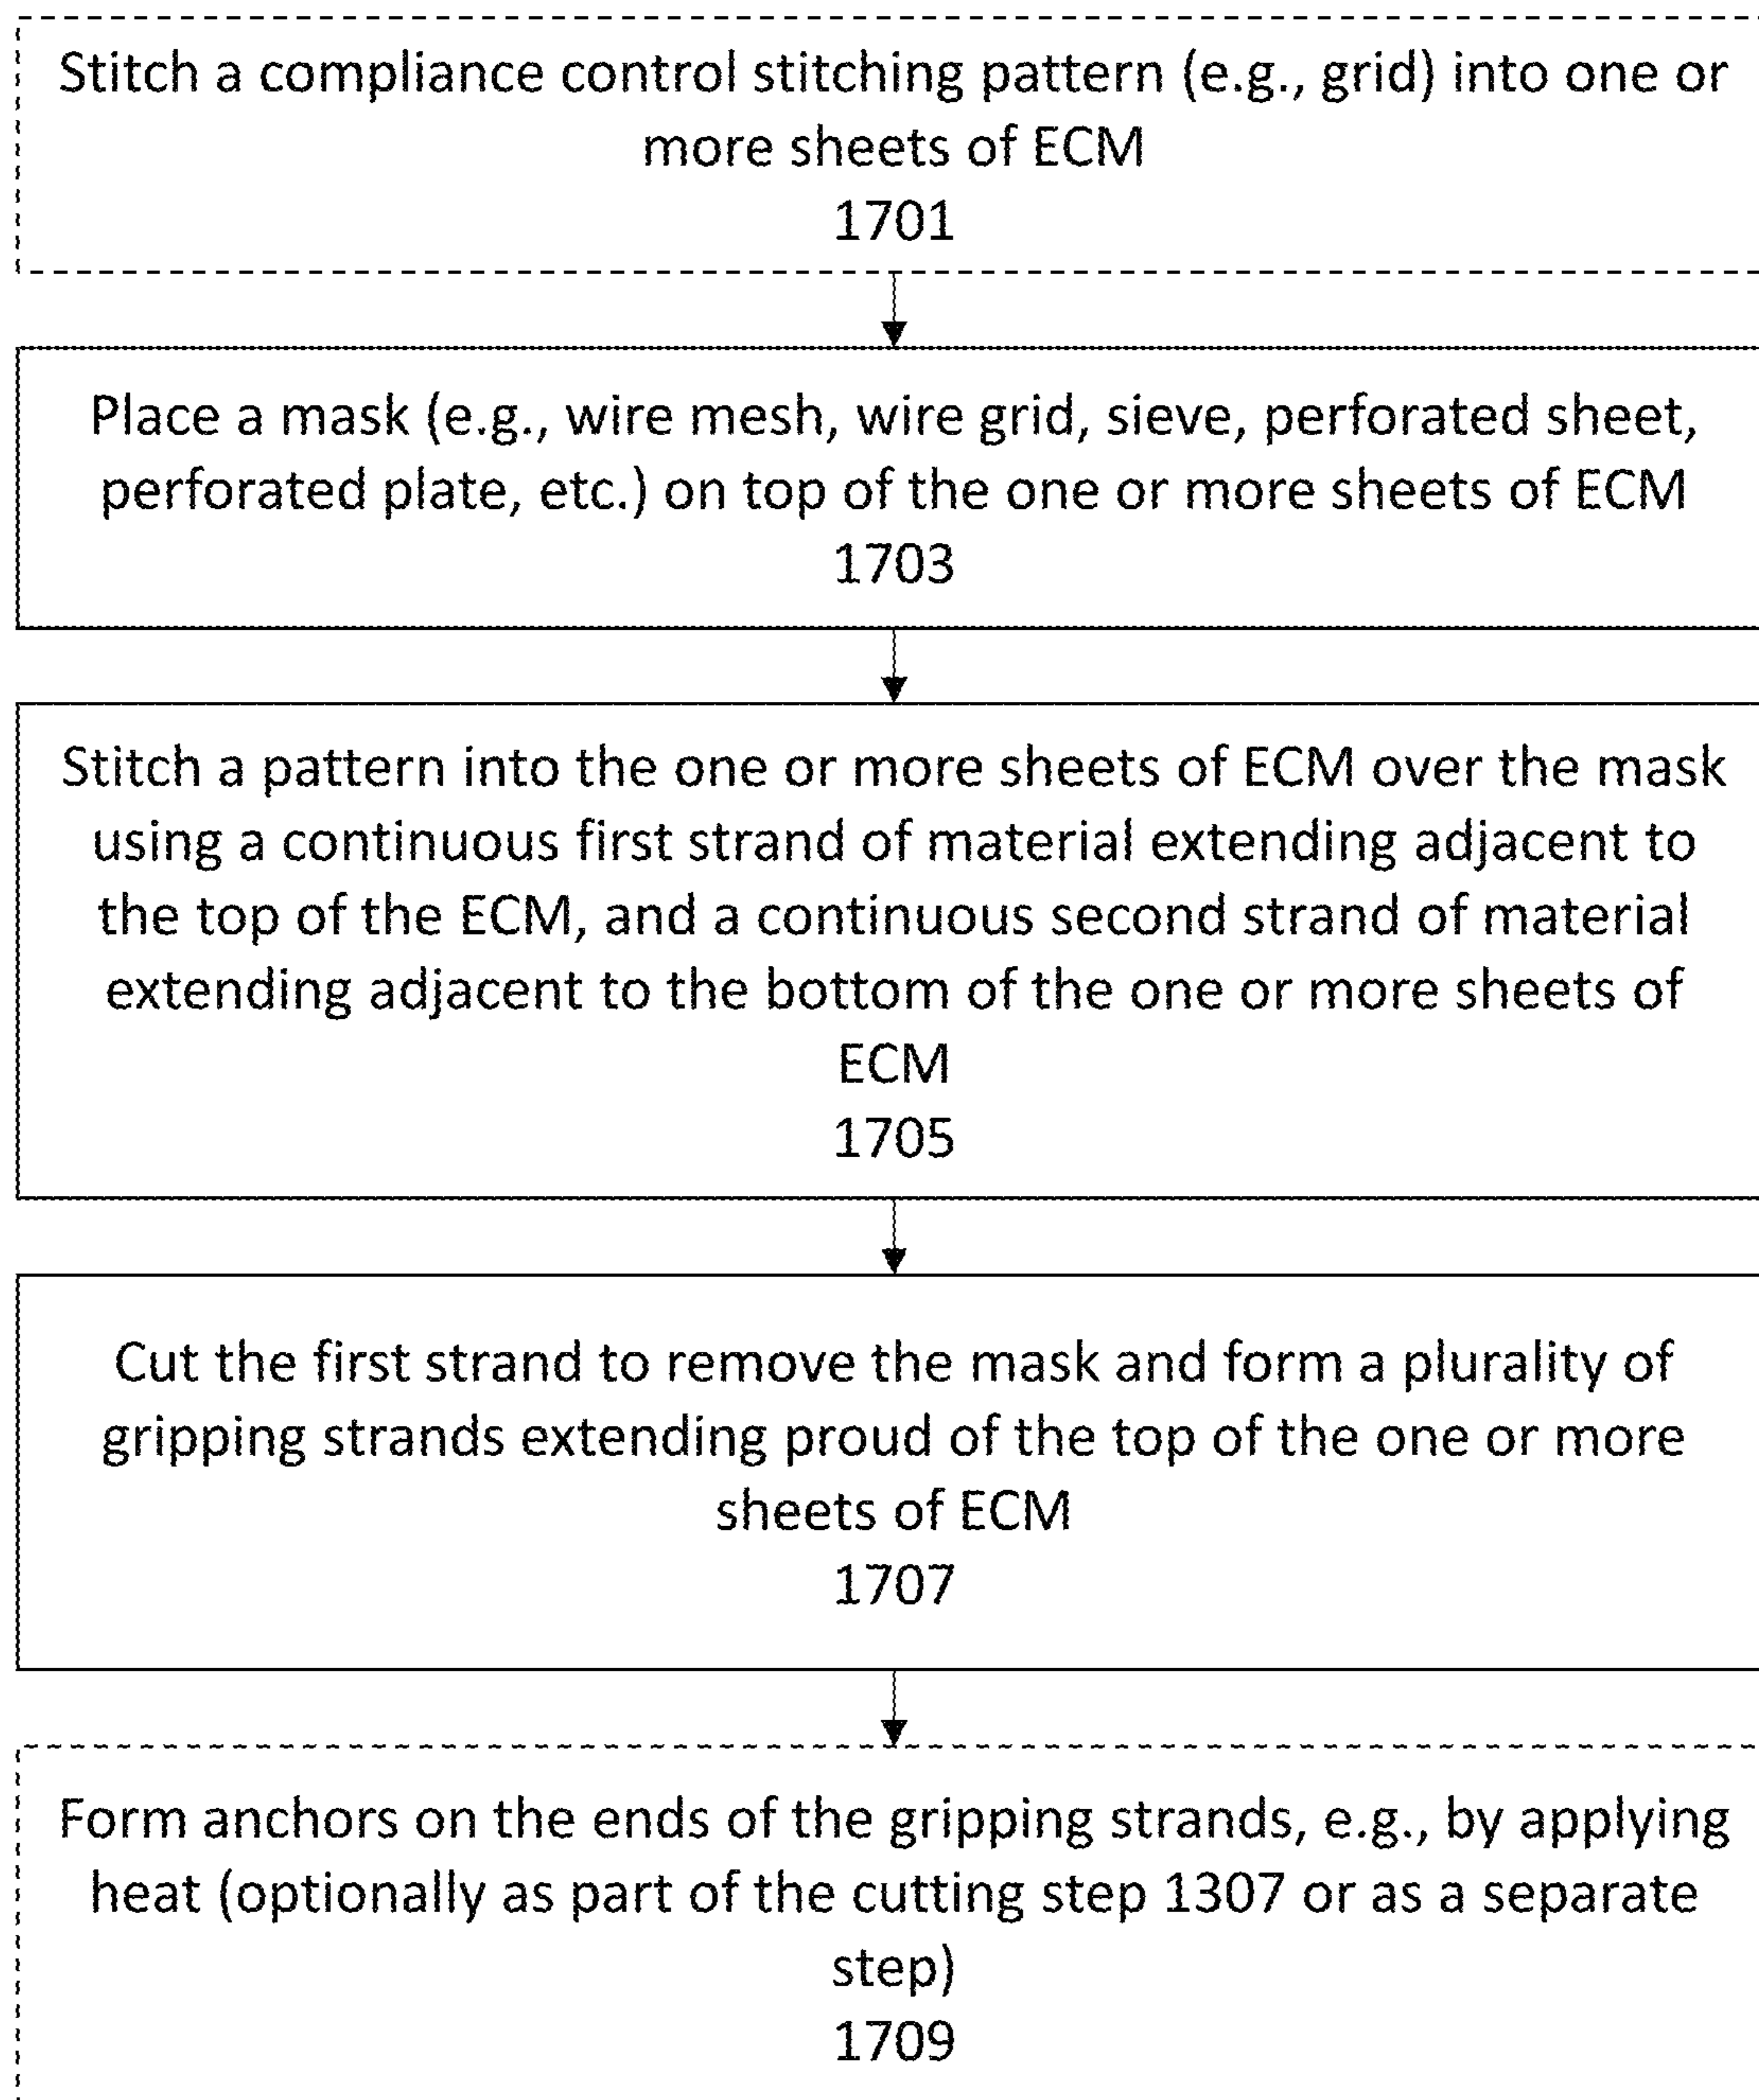 Stitch a compliance control stitching pattern (e.g., grid) into one or
more sheets of ECM
1701
Place a mask (e.g., wire mesh, wire grid, sieve, perforated sheet,
perforated plate, etc.) on top of the one or more sheets of ECM
1703
Stitch a pattern into the one or more sheets of ECM over the mask
using a continuous first strand of material extending adjacent to
the top of the ECM, and a continuous second strand of material
extending adjacent to the bottom of the one or more sheets of
ECM
1705
Cut the first strand to remove the mask and form a plurality of
gripping strands extending proud of the top of the one or more
sheets of ECM
1707
Form anchors on the ends of the gripping strands, e.g., by applying
heat (optionally as part of the cutting step 1307 or as a separate
step)
1709